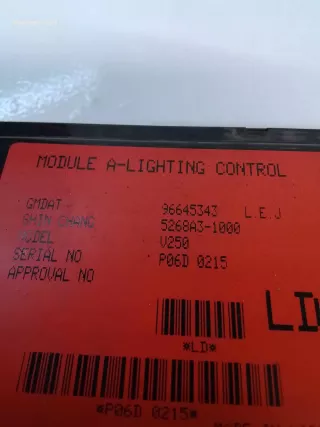 MODULE A-LIGHTING CONTROL
GMDAT- 96645343 L.E.J
SHIN CHANG 5268A3-1000
MODEL V250
SERIAL NO P06D 0215
APPROVAL NO
*LD*
*P06D 0215*